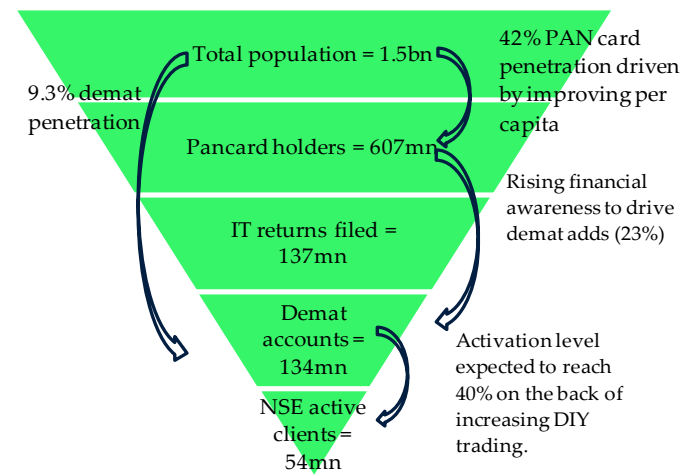 Total population = 1.5bn
42% PAN card
penetration driven
by improving per
capita
9.3% demat
penetration
Pancard holders = 607mn
Rising financial
awareness to drive
demat adds (23%)
IT returns filed =
137mn
Demat
accounts =
134mn
Activation level
expected to reach
40% on the back of
increasing DIY
trading.
NSE active
clients =
54mn